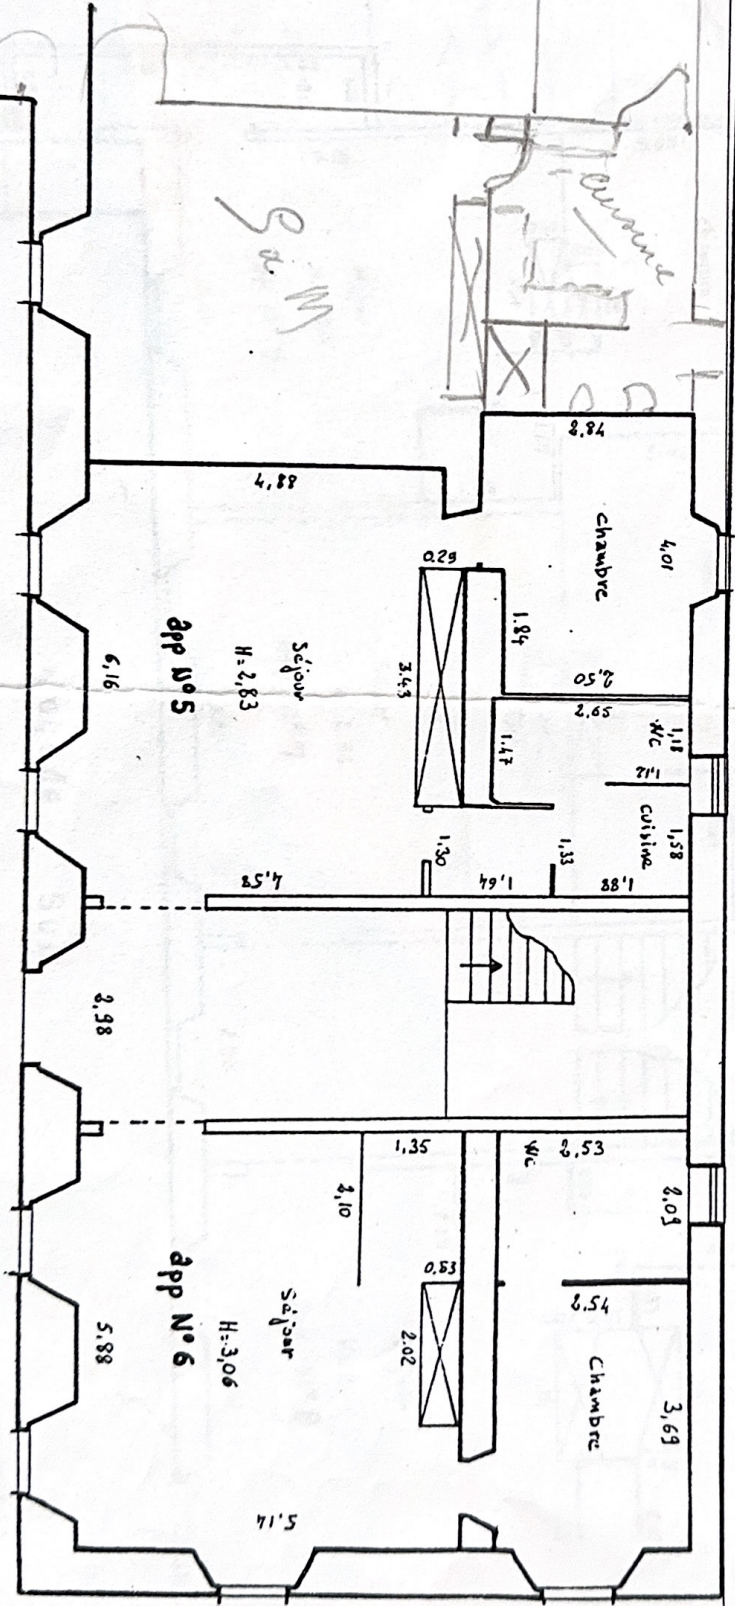 cuisine
S à M
2,84
4,01
chambre
4,88
0.29
1.84
2,50
3.43
séjour
H=2,83
app N°5
6,16
2,65
1,18
WC
1,12
1.47
cuisine
1,58
1.30
1,33
4,58
1,64
1,88
2,98
1,35
WC
2,53
2,09
2,10
0,53
2,54
2.02
séjour
H=3,06
app N°6
5,88
chambre
3,69
5,14